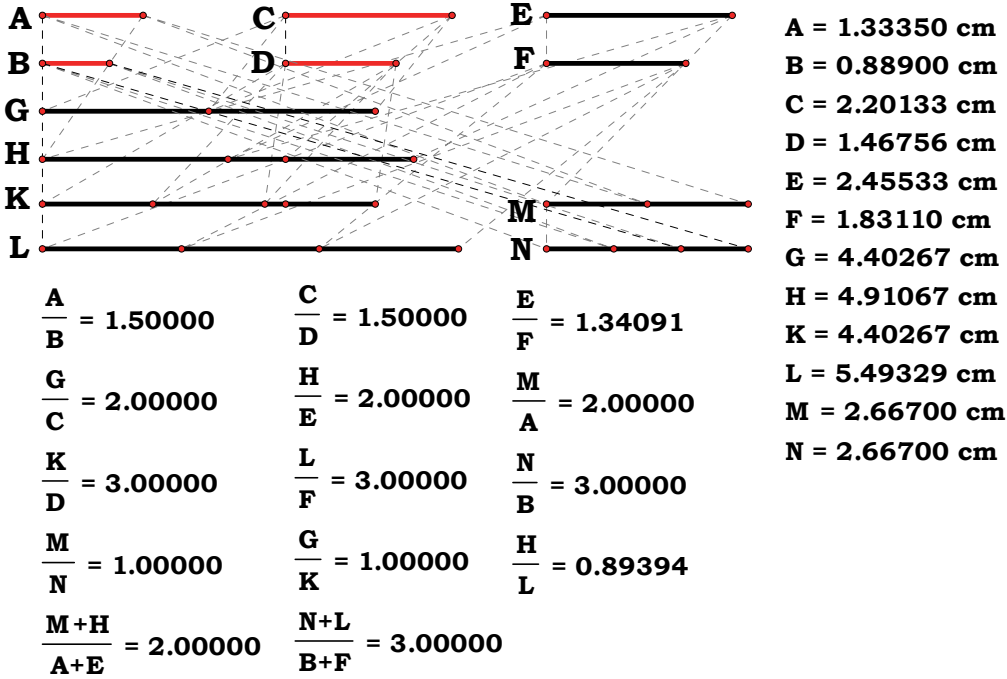 A C E
B D F
G
H
K M
L N
A/B = 1.50000
C/D = 1.50000
E/F = 1.34091
G/C = 2.00000
H/E = 2.00000
M/A = 2.00000
K/D = 3.00000
L/F = 3.00000
N/B = 3.00000
M/N = 1.00000
G/K = 1.00000
H/L = 0.89394
M+H/A+E = 2.00000
N+L/B+F = 3.00000
A = 1.33350 cm
B = 0.88900 cm
C = 2.20133 cm
D = 1.46756 cm
E = 2.45533 cm
F = 1.83110 cm
G = 4.40267 cm
H = 4.91067 cm
K = 4.40267 cm
L = 5.49329 cm
M = 2.66700 cm
N = 2.66700 cm